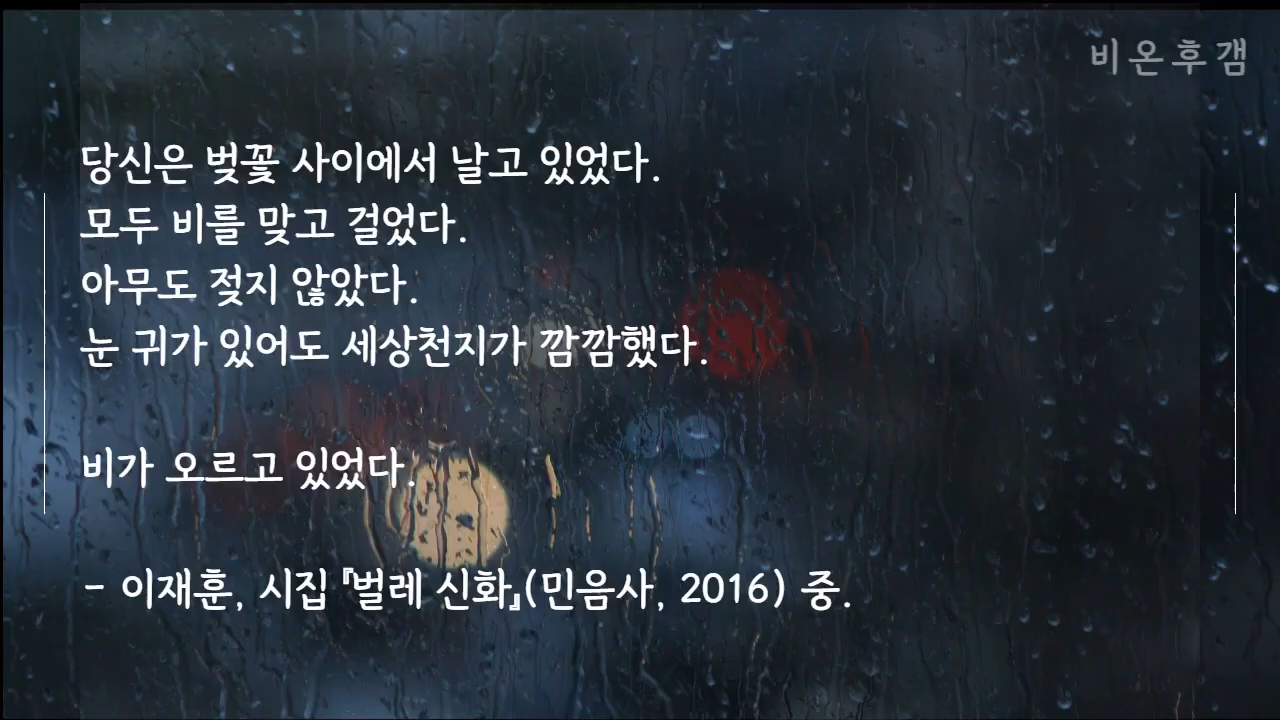 비온후갬
당신은 벚꽃 사이에서 날고 있었다.
모두 비를 맞고 걸었다.
아무도 젖지 않았다.
눈 귀가 있어도 세상천지가 깜깜했다.
비가 오르고 있었다.
- 이재훈, 시집 『벌레 신화』(민음사, 2016) 중.